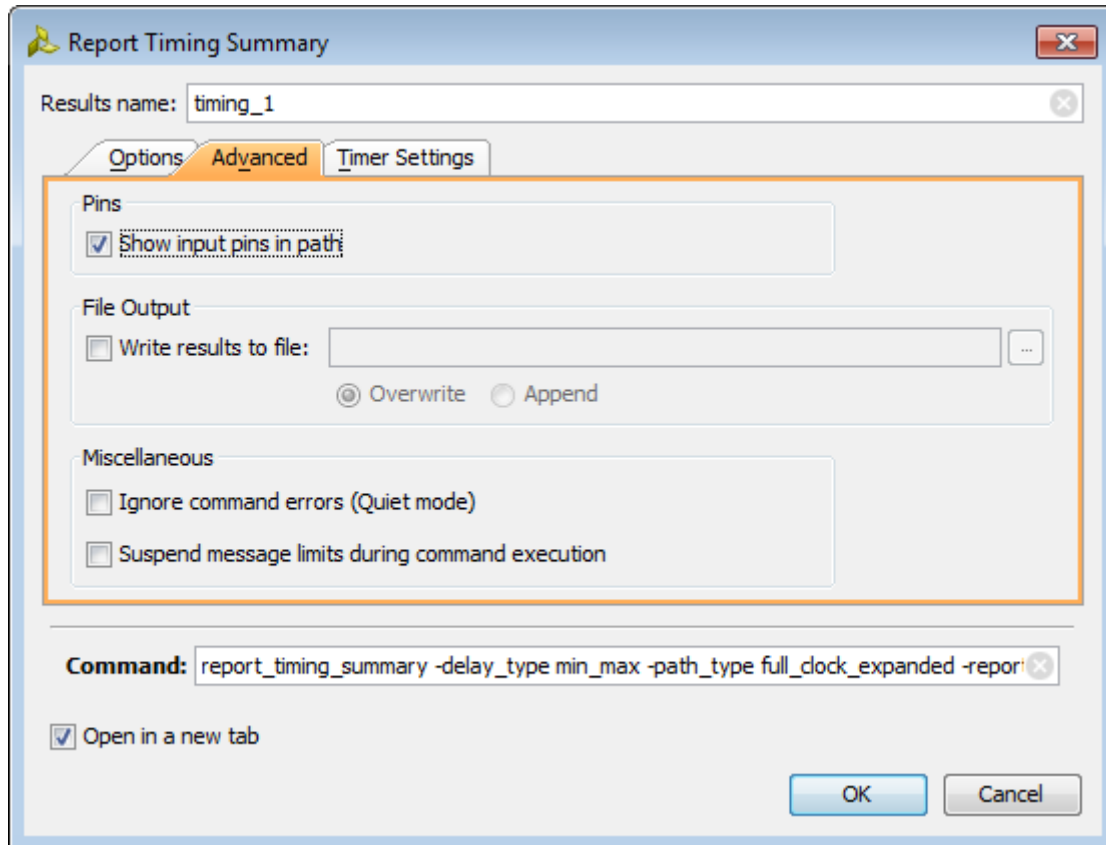 Report Timing Summary
Results name: timing_1
Options Advanced Timer Settings
Pins
Show input pins in path
File Output
Write results to file: ...
Overwrite Append
Miscellaneous
Ignore command errors (Quiet mode)
Suspend message limits during command execution
Command: report_timing_summary -delay_type min_max -path_type full_clock_expanded -report
Open in a new tab
OK Cancel